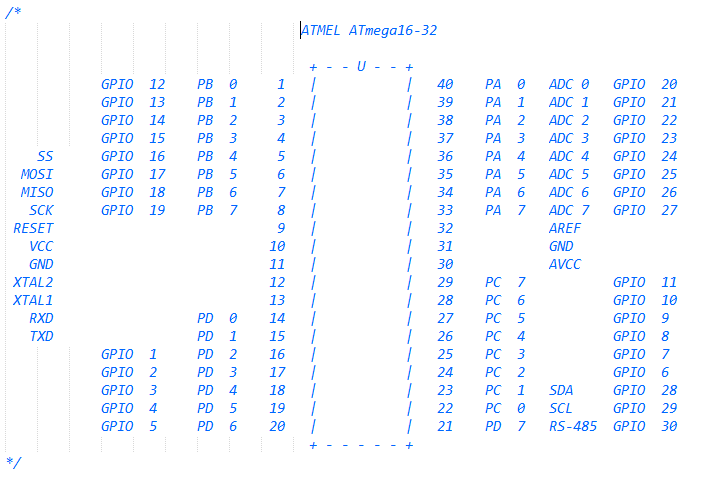 /*
ATMEL ATmega16-32
+ - - U - - +
GPIO 12 PB 0 1 | | 40 PA 0 ADC 0 GPIO 20
GPIO 13 PB 1 2 | | 39 PA 1 ADC 1 GPIO 21
GPIO 14 PB 2 3 | | 38 PA 2 ADC 2 GPIO 22
GPIO 15 PB 3 4 | | 37 PA 3 ADC 3 GPIO 23
SS GPIO 16 PB 4 5 | | 36 PA 4 ADC 4 GPIO 24
MOSI GPIO 17 PB 5 6 | | 35 PA 5 ADC 5 GPIO 25
MISO GPIO 18 PB 6 7 | | 34 PA 6 ADC 6 GPIO 26
SCK GPIO 19 PB 7 8 | | 33 PA 7 ADC 7 GPIO 27
RESET 9 | | 32 AREF
VCC 10 | | 31 GND
GND 11 | | 30 AVCC
XTAL2 12 | | 29 PC 7 GPIO 11
XTAL1 13 | | 28 PC 6 GPIO 10
RXD PD 0 14 | | 27 PC 5 GPIO 9
TXD PD 1 15 | | 26 PC 4 GPIO 8
GPIO 1 PD 2 16 | | 25 PC 3 GPIO 7
GPIO 2 PD 3 17 | | 24 PC 2 GPIO 6
GPIO 3 PD 4 18 | | 23 PC 1 SDA GPIO 28
GPIO 4 PD 5 19 | | 22 PC 0 SCL GPIO 29
GPIO 5 PD 6 20 | | 21 PD 7 RS-485 GPIO 30
+ - - - - - - +
*/